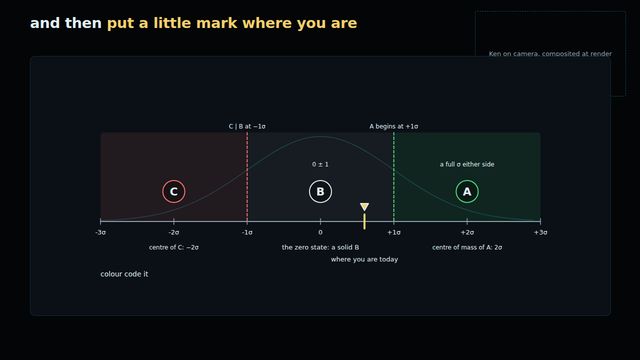 and then put a little mark where you are
Ken on camera, composited at render
C | B at −1σ
A begins at +1σ
0 ± 1
a full σ either side
C
B
A
-3σ
-2σ
-1σ
0
+1σ
+2σ
+3σ
centre of C: −2σ
the zero state: a solid B
centre of mass of A: 2σ
where you are today
colour code it